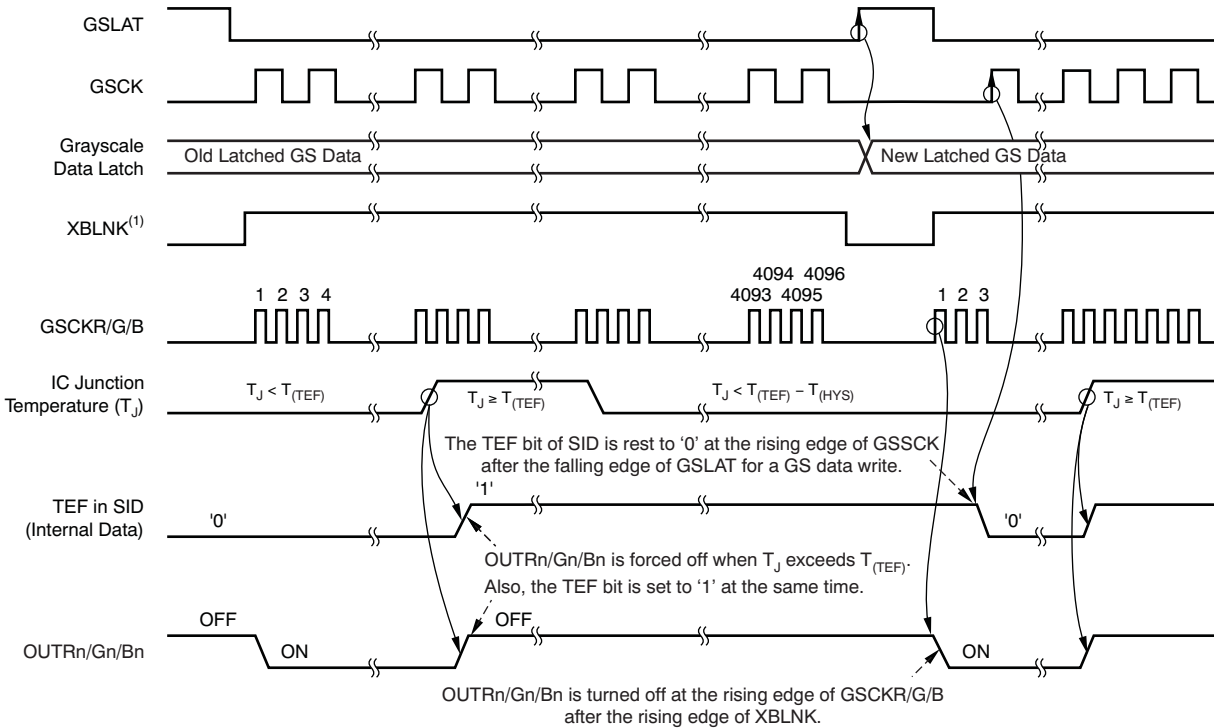 GSLAT
GSCK
Grayscale
Data Latch
Old Latched GS Data
New Latched GS Data
XBLNK(1)
4094 4096
1 2 3 4
4093 4095
1 2 3
GSCKR/G/B
IC Junction
Temperature (TJ)
TJ < T(TEF)
TJ ≥ T(TEF)
TJ < T(TEF) – T(HYS)
TJ ≥ T(TEF)
The TEF bit of SID is rest to ‘0’ at the rising edge of GSSCK
after the falling edge of GSLAT for a GS data write.
TEF in SID
(Internal Data)
'0'
'1'
'0'
OUTRn/Gn/Bn is forced off when TJ exceeds T(TEF).
Also, the TEF bit is set to ‘1’ at the same time.
OUTRn/Gn/Bn
OFF
ON
OFF
ON
OUTRn/Gn/Bn is turned off at the rising edge of GSCKR/G/B
after the rising edge of XBLNK.